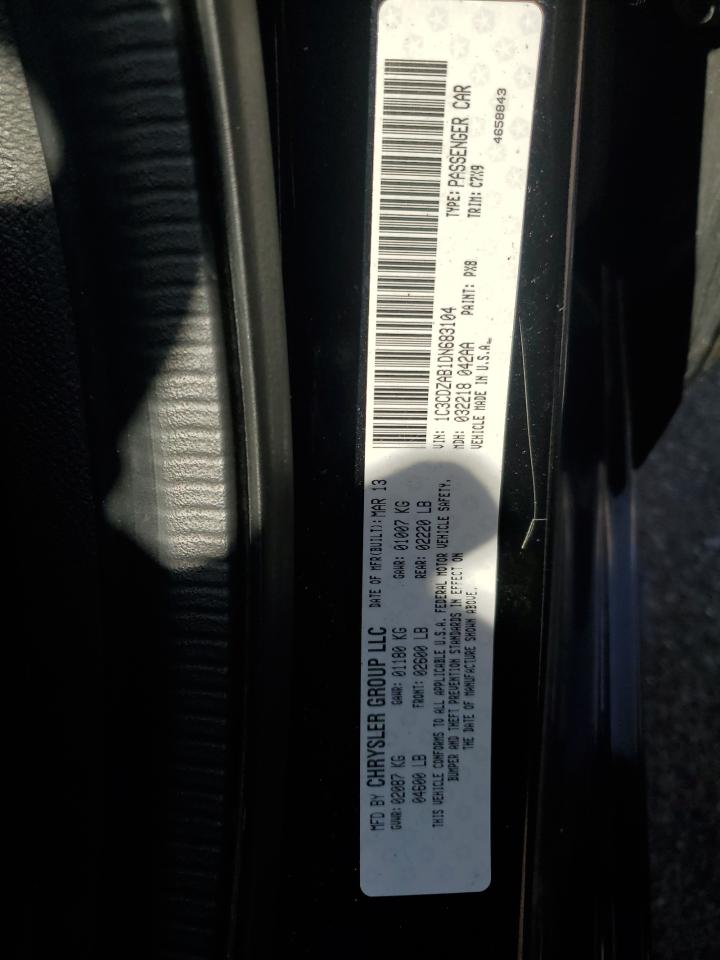 MFD BY CHRYSLER GROUP LLC DATE OF MFR(BUILT): MAR 13
GVWR: 02087 KG GAWR: 01180 KG GAWR: 01007 KG
04600 LB FRONT: 02600 LB REAR: 02220 LB
THIS VEHICLE CONFORMS TO ALL APPLICABLE U.S.A. FEDERAL MOTOR VEHICLE SAFETY,
BUMPER AND THEFT PREVENTION STANDARDS IN EFFECT ON
THE DATE OF MANUFACTURE SHOWN ABOVE.
VIN: 1C3CDZAB1DN683104 TYPE: PASSENGER CAR
MDH: 032218 042AA PAINT: PX8 TRIM: C7X9
VEHICLE MADE IN U.S.A.
4658843